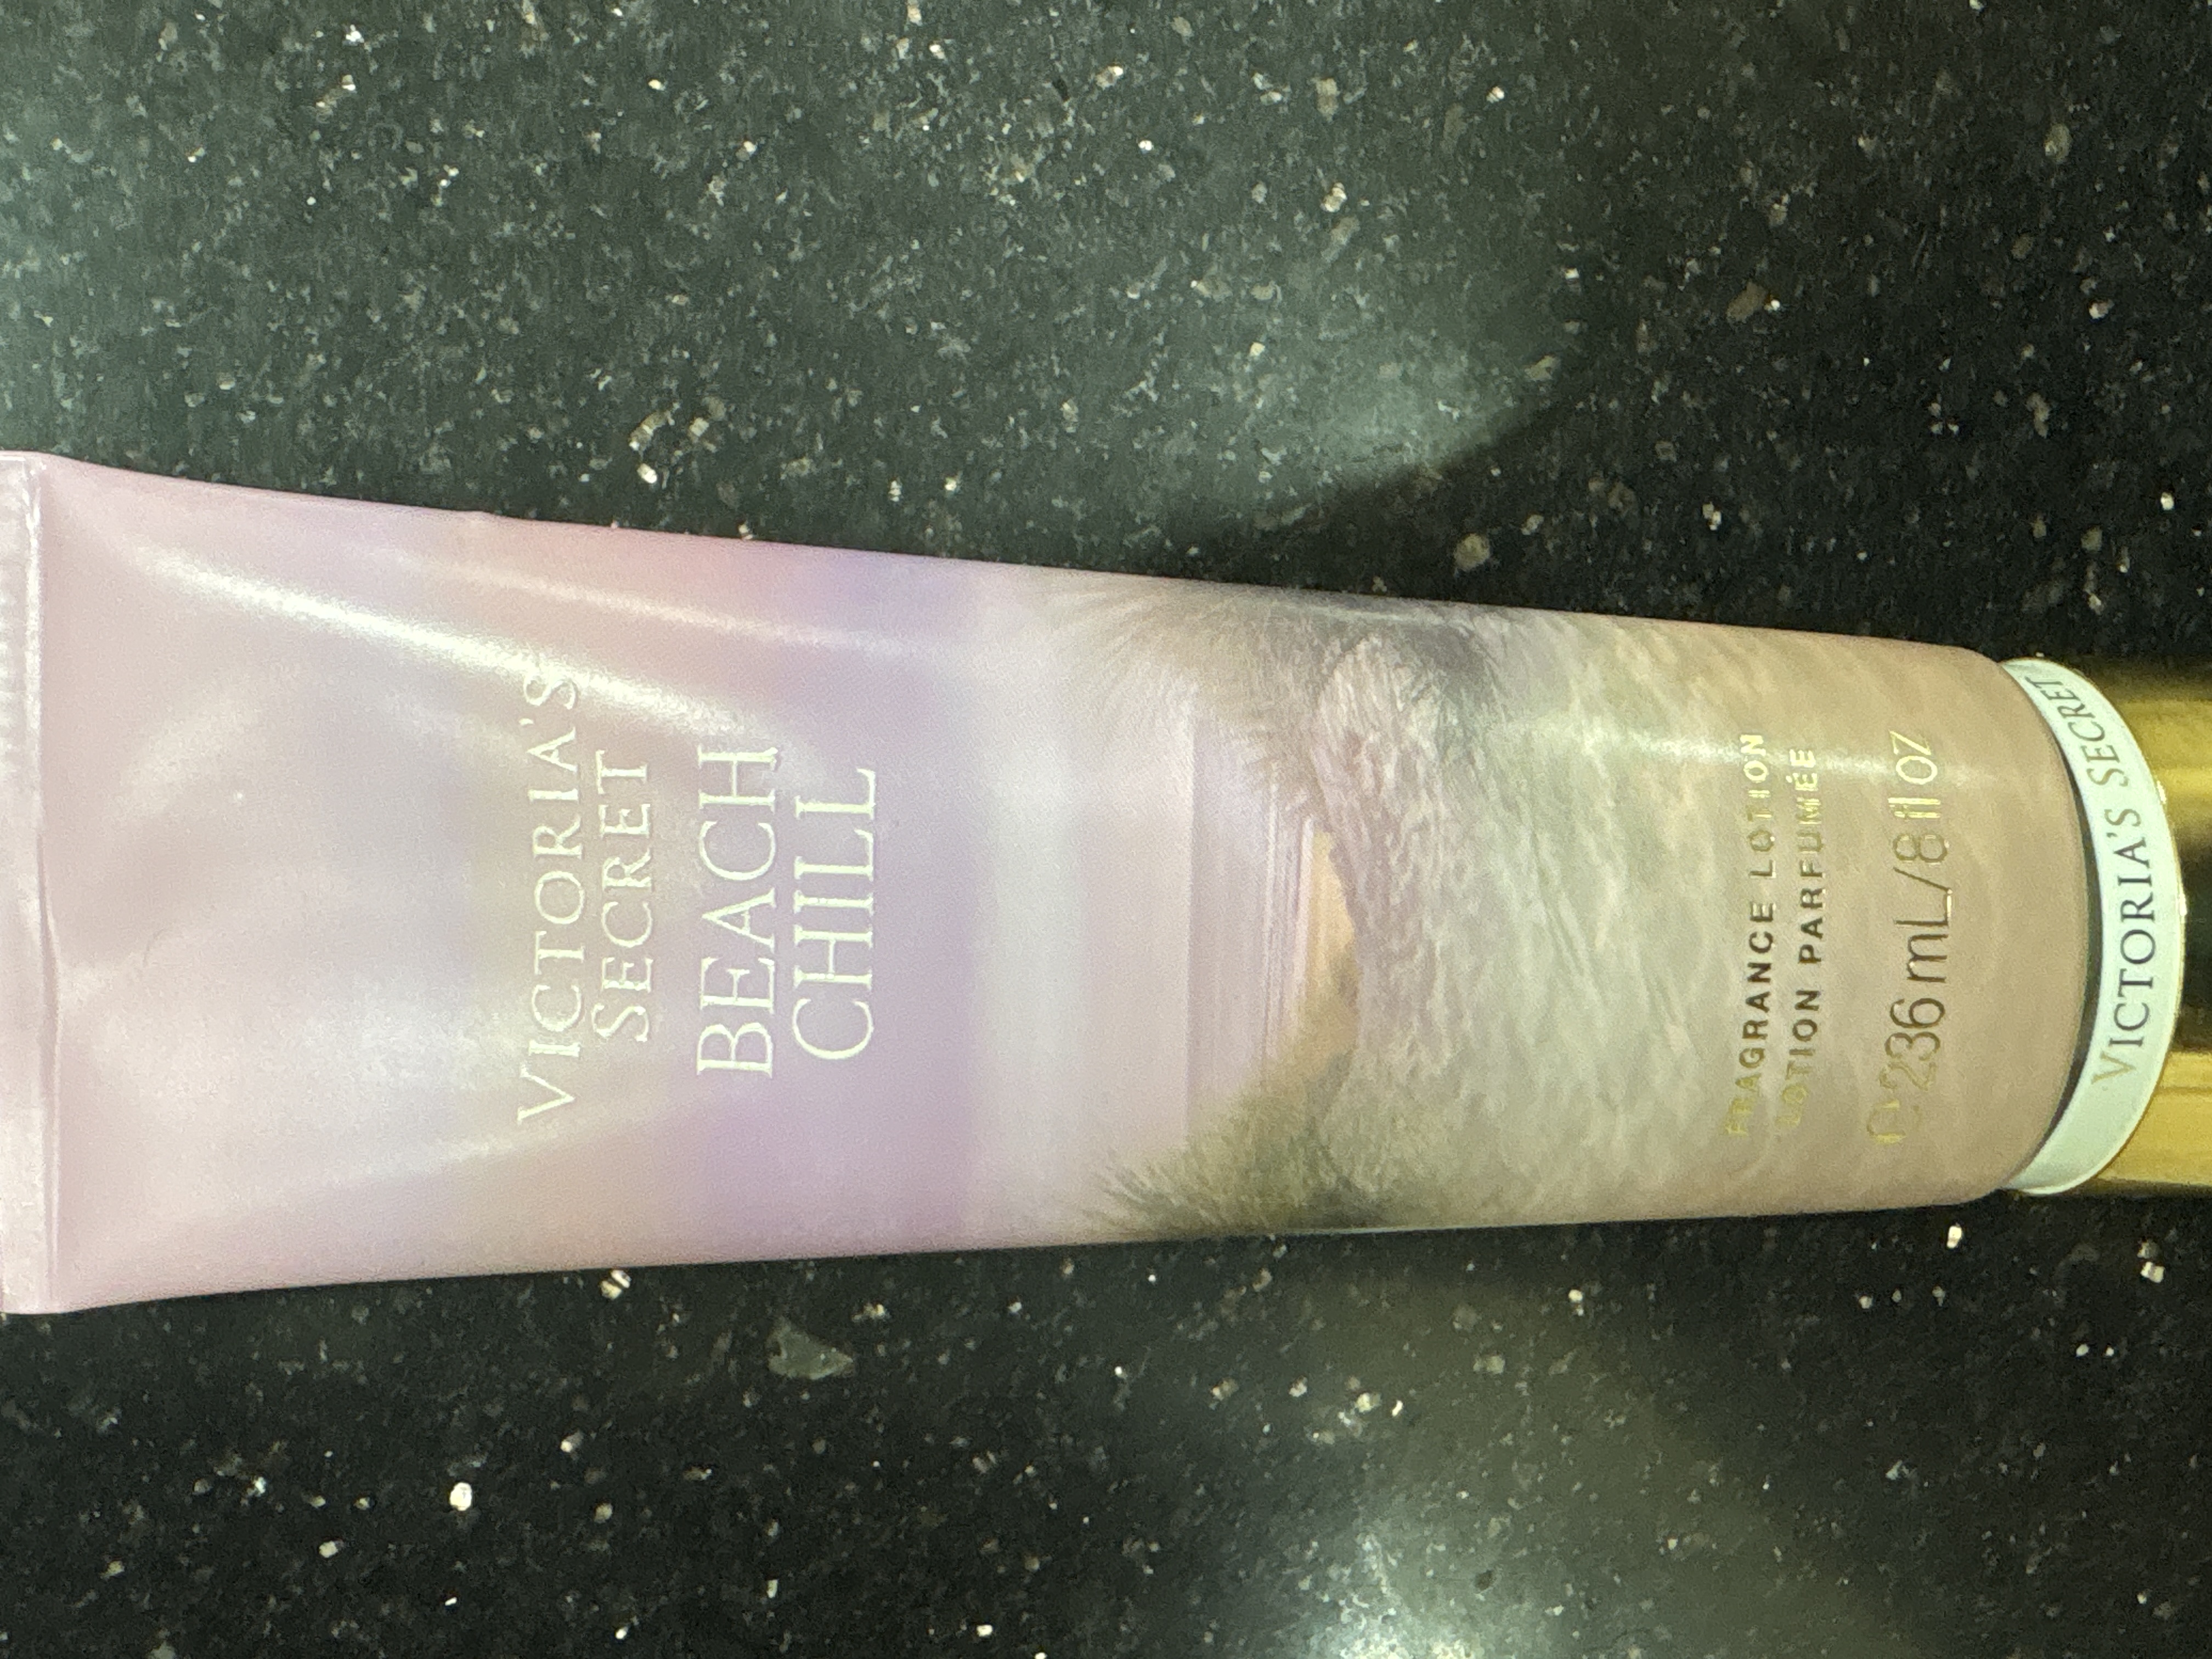 VICTORIA'S
SECRET
BEACH
CHILL
FRAGRANCE LOTION
LOTION PARFUMÉE
℮ 236 mL/8 fl oz
VICTORIA'S SECRET